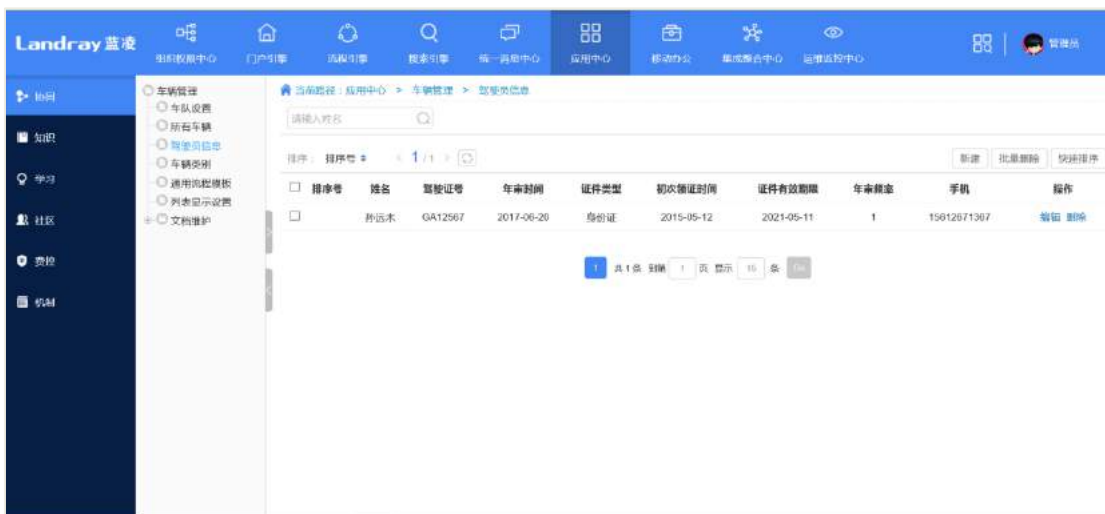 Landray 蓝凌
组织权限中心 门户引擎 流程引擎 搜索引擎 统一消息中心 应用中心 移动办公 集成整合中心 运维监控中心
管理员
协同
知识
学习
社区
费控
机制
车辆管理
车队设置
所有车辆
驾驶员信息
车辆类别
通用流程模板
列表显示设置
文档维护
当前路径：应用中心 > 车辆管理 > 驾驶员信息
请输入姓名
排序： 排序号 1 / 1
新建 批量删除 快速排序
排序号 姓名 驾驶证号 年审时间 证件类型 初次领证时间 证件有效期限 年审频率 手机 操作
孙远木 GA12567 2017-06-20 身份证 2015-05-12 2021-05-11 1 15612671367 编辑 删除
1 共 1 条 到第 1 页 显示 15 条 Go